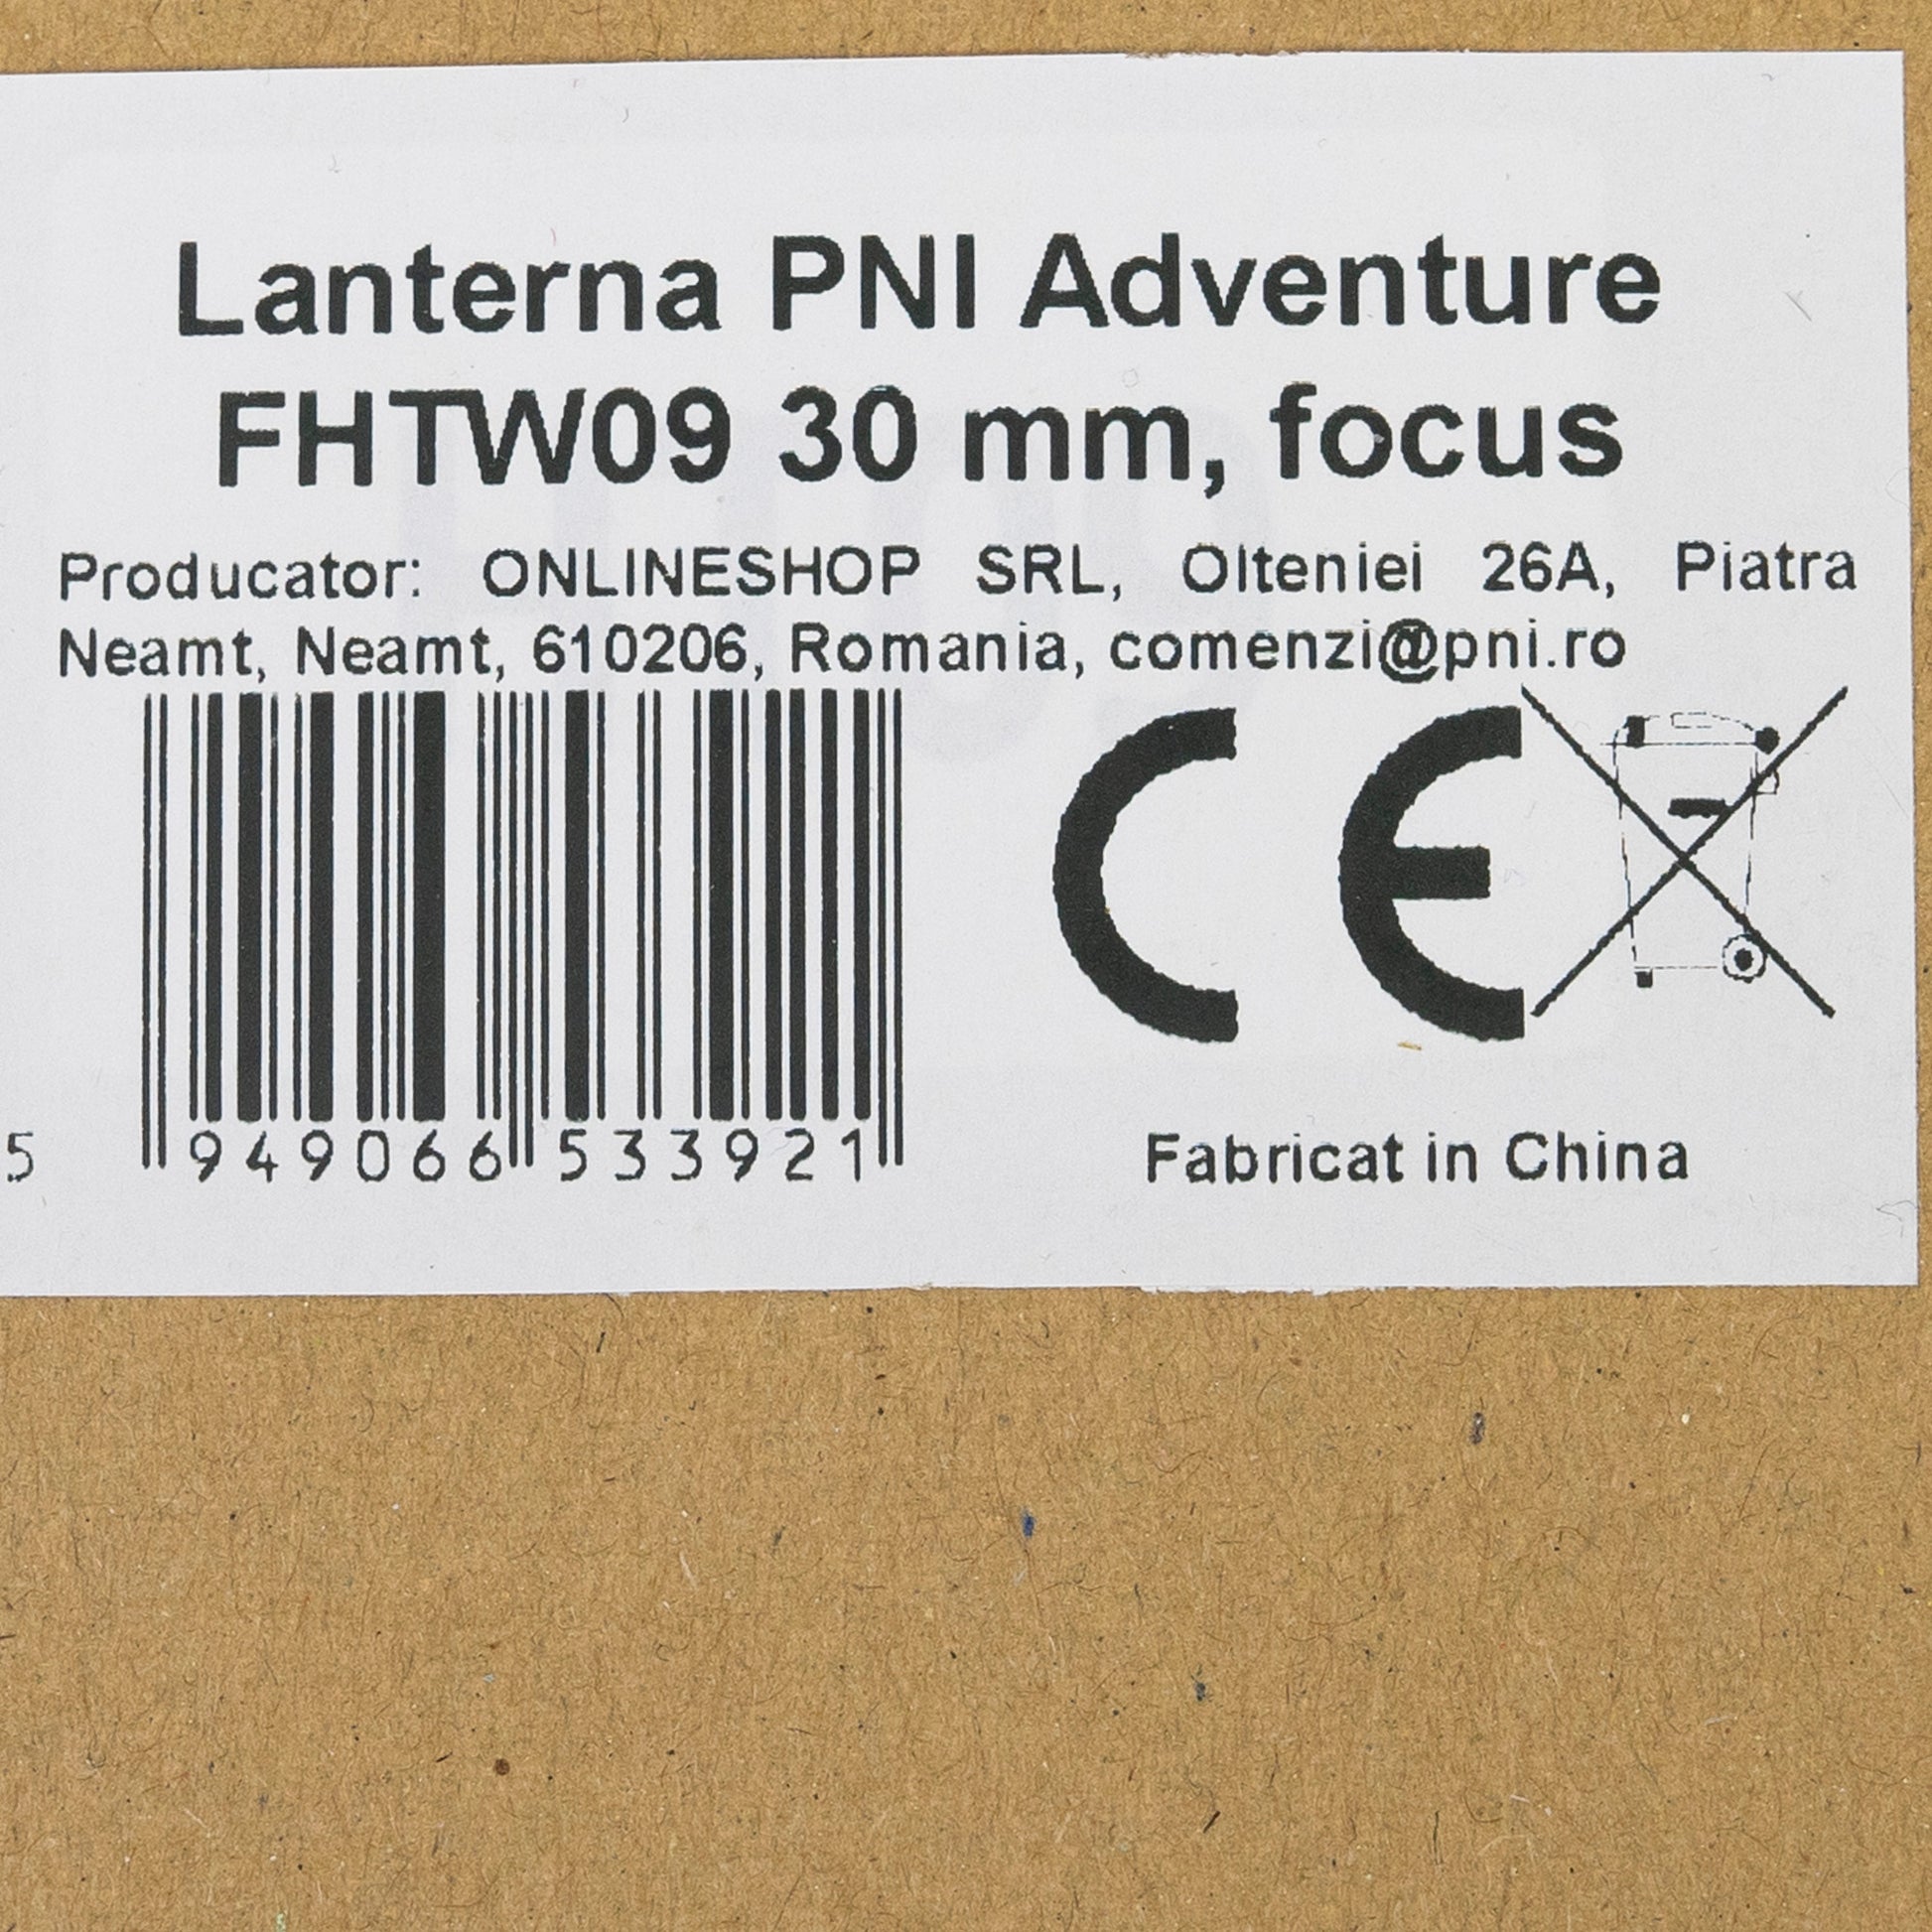 Lanterna PNI Adventure
FHTW09 30 mm, focus
Producator: ONLINESHOP SRL, Olteniei 26A, Piatra
Neamt, Neamt, 610206, Romania, comenzi@pni.ro
CE
5 949066 533921
Fabricat in China